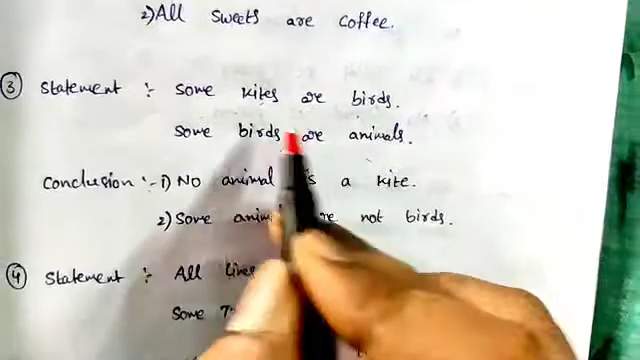 2) All sweets are coffee.
③ Statement :- Some kites are birds.
Some birds are animals.
Conclusion :- 1) No animal is a kite.
2) Some are not birds.
④ Statement :- All
Some